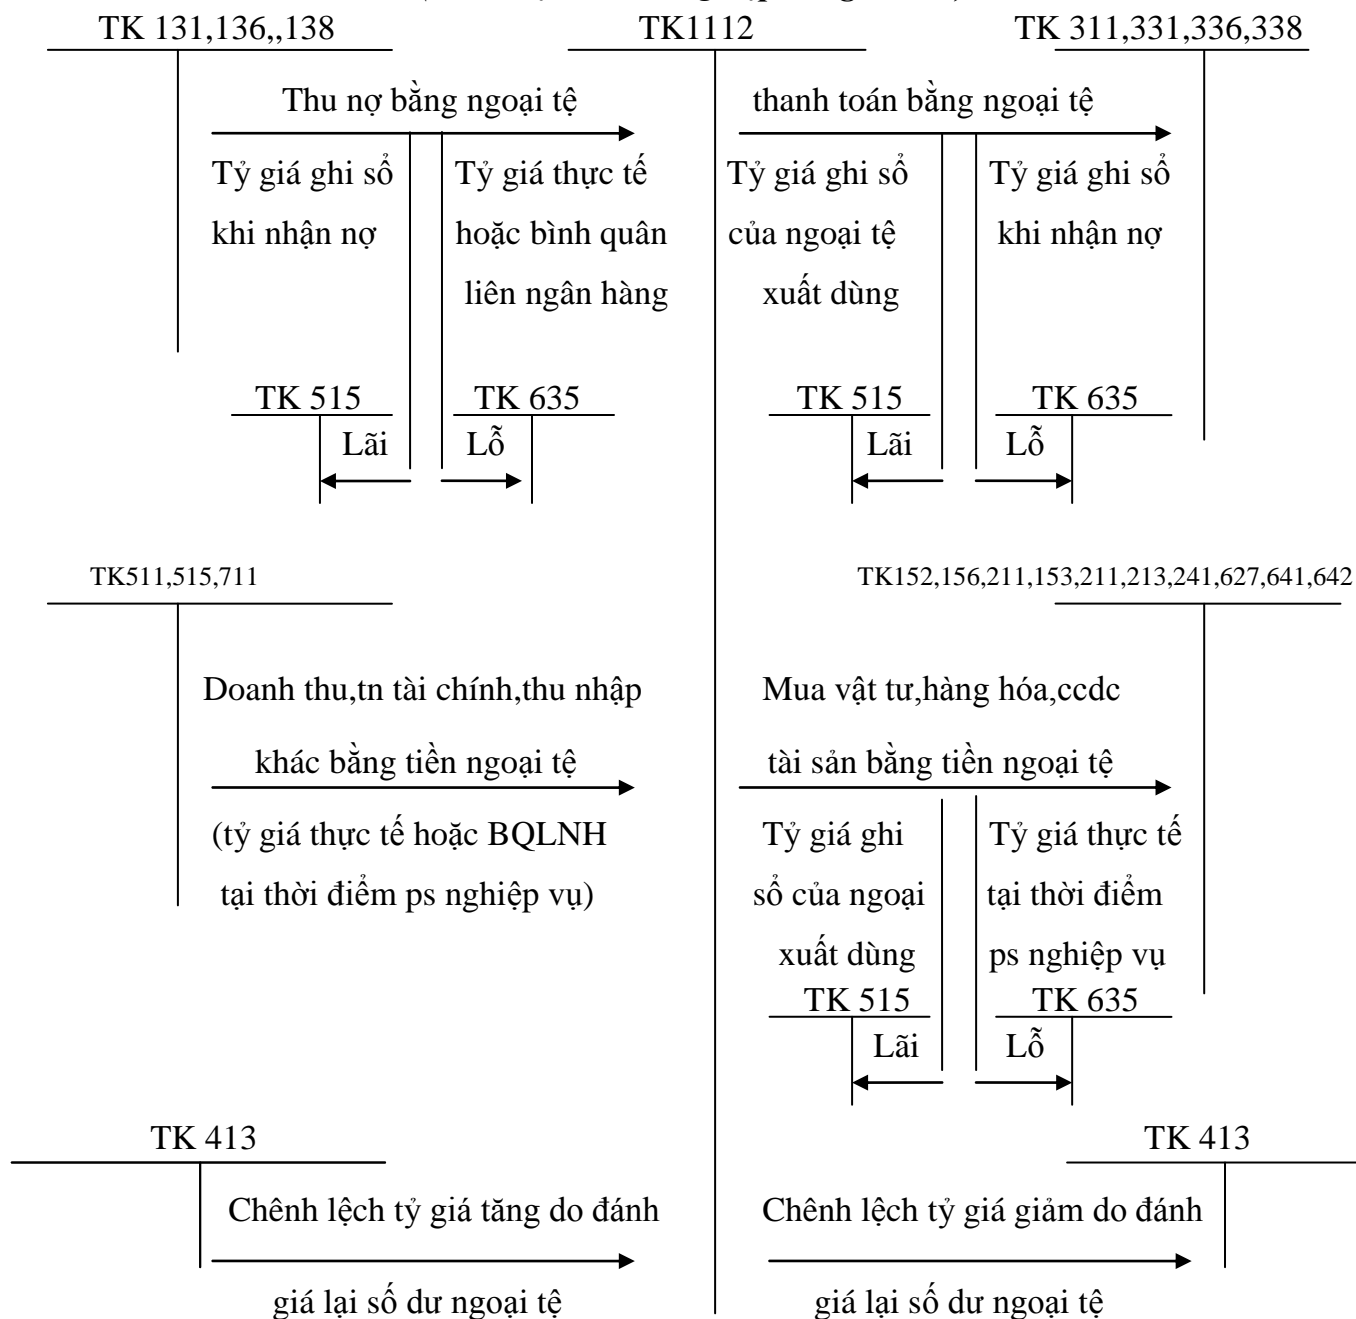 TK 131,136,,138
TK1112
TK 311,331,336,338
Thu nợ bằng ngoại tệ
thanh toán bằng ngoại tệ
Tỷ giá ghi sổ
khi nhận nợ
Tỷ giá thực tế
hoặc bình quân
liên ngân hàng
Tỷ giá ghi sổ
của ngoại tệ
xuất dùng
Tỷ giá ghi sổ
khi nhận nợ
TK 515
Lãi
TK 635
Lỗ
TK 515
Lãi
TK 635
Lỗ
TK511,515,711
TK152,156,211,153,211,213,241,627,641,642
Doanh thu,tn tài chính,thu nhập
khác bằng tiền ngoại tệ
(tỷ giá thực tế hoặc BQLNH
tại thời điểm ps nghiệp vụ)
Mua vật tư,hàng hóa,ccdc
tài sản bằng tiền ngoại tệ
Tỷ giá ghi
sổ của ngoại
xuất dùng
Tỷ giá thực tế
tại thời điểm
ps nghiệp vụ
TK 515
Lãi
TK 635
Lỗ
TK 413
TK 413
Chênh lệch tỷ giá tăng do đánh
giá lại số dư ngoại tệ
Chênh lệch tỷ giá giảm do đánh
giá lại số dư ngoại tệ